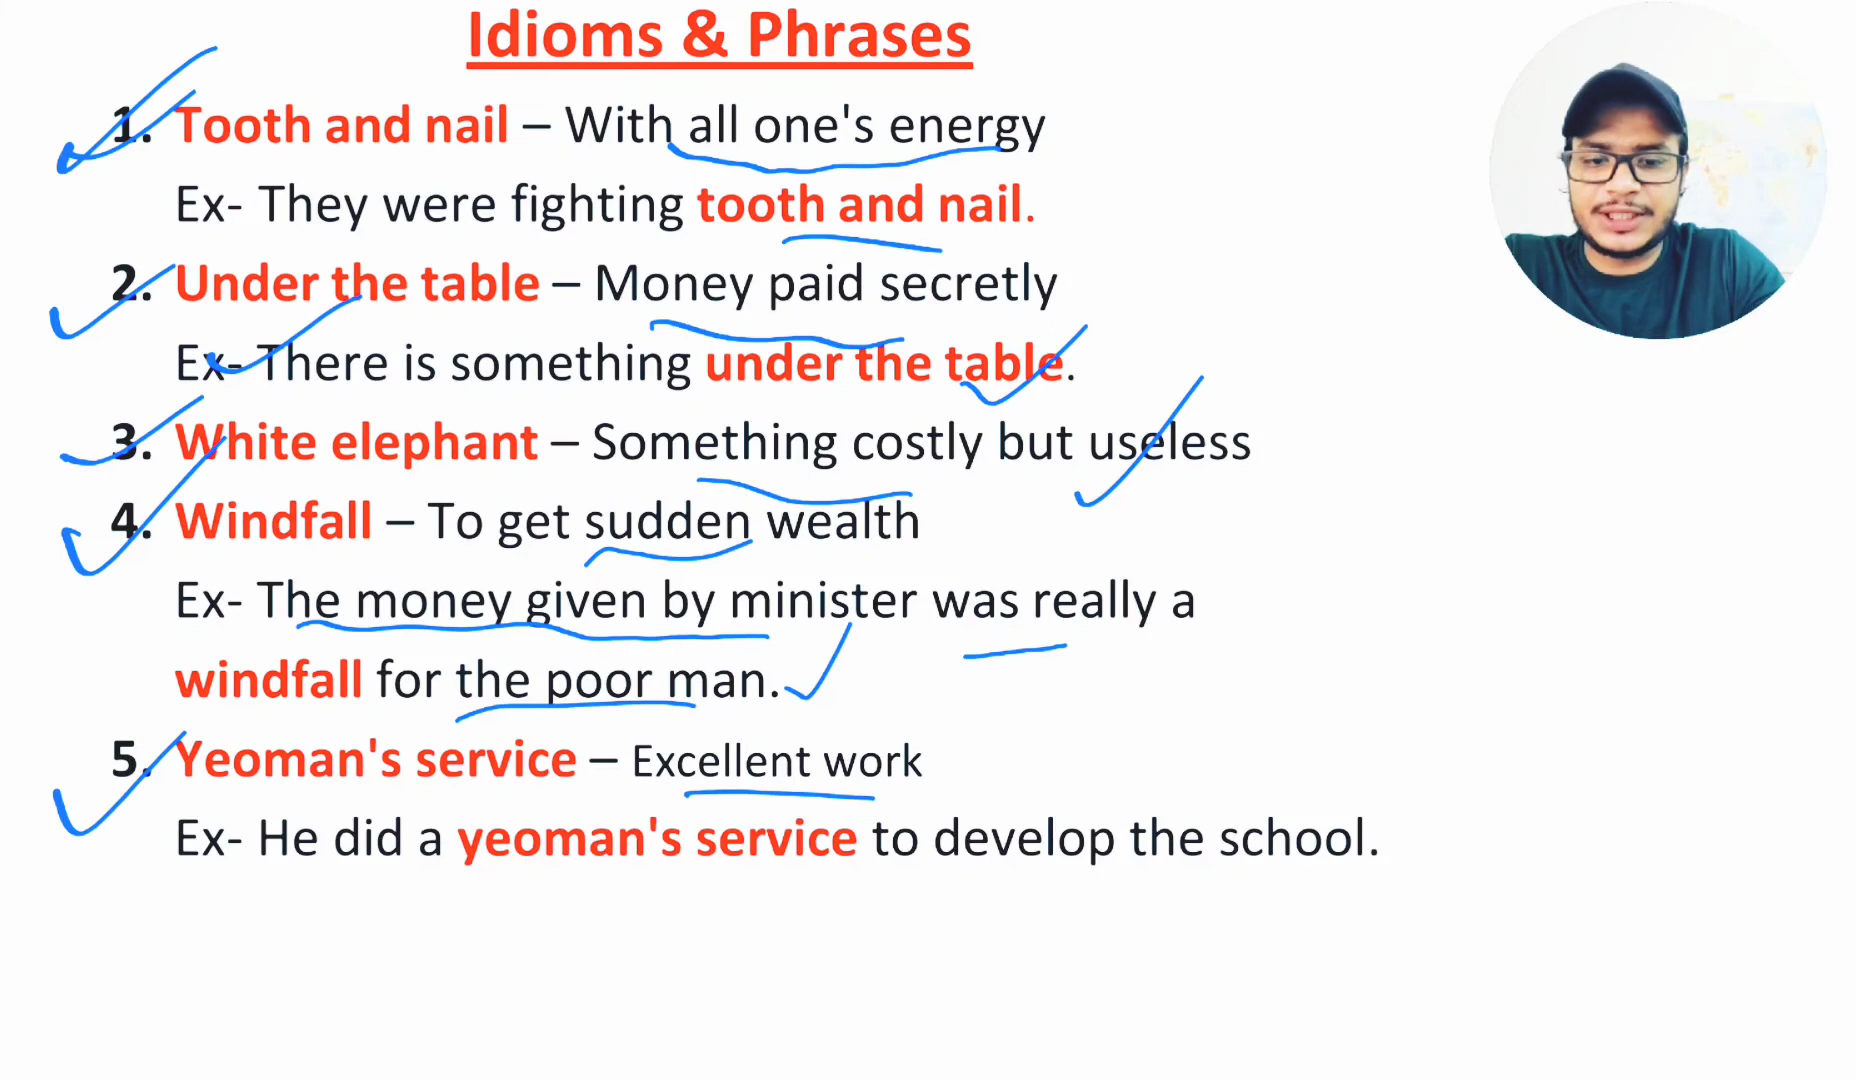 Idioms & Phrases
1. Tooth and nail – With all one's energy
Ex- They were fighting tooth and nail.
2. Under the table – Money paid secretly
Ex- There is something under the table.
3. White elephant – Something costly but useless
4. Windfall – To get sudden wealth
Ex- The money given by minister was really a
windfall for the poor man.
5. Yeoman's service – Excellent work
Ex- He did a yeoman's service to develop the school.